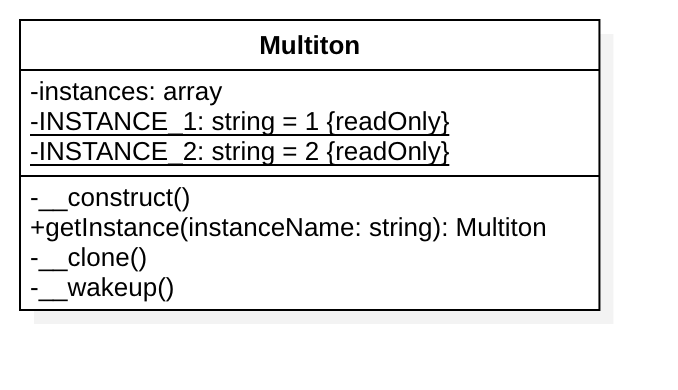 Multiton
-instances: array
-INSTANCE_1: string = 1 {readOnly}
-INSTANCE_2: string = 2 {readOnly}
-__construct()
+getInstance(instanceName: string): Multiton
-__clone()
-__wakeup()